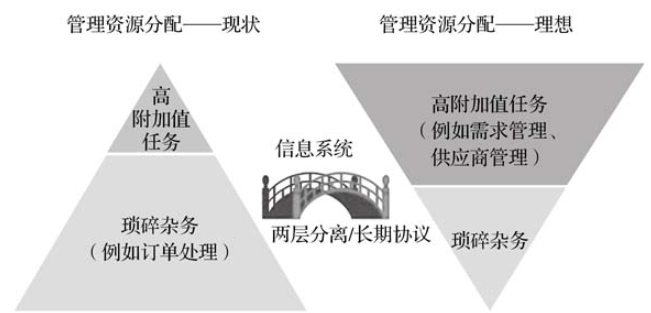 管理资源分配——现状
管理资源分配——理想
高
附加值
任务
琐碎杂务
（例如订单处理）
信息系统
两层分离/长期协议
高附加值任务
（例如需求管理、
供应商管理）
琐碎杂务